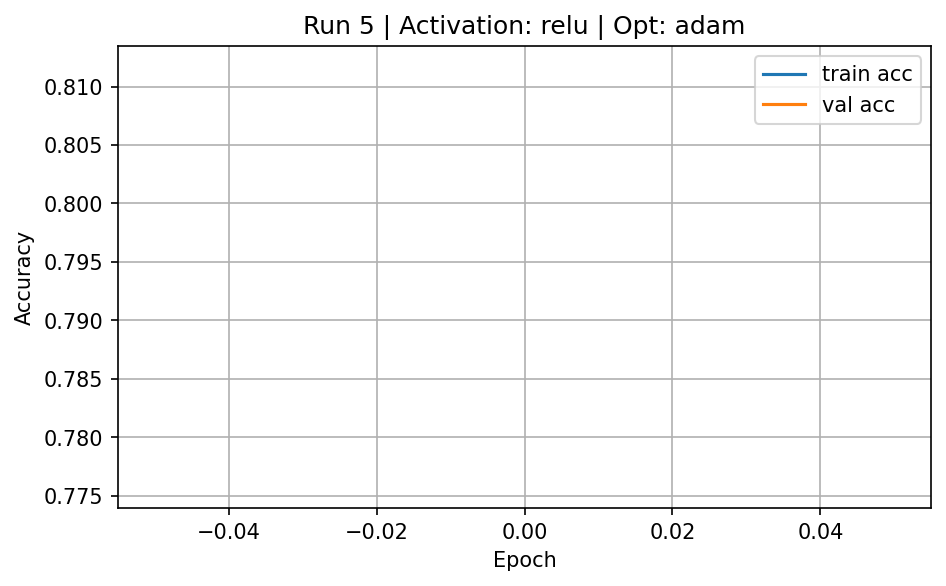 Run 5 | Activation: relu | Opt: adam
train acc
val acc
0.810
0.805
0.800
0.795
0.790
0.785
0.780
0.775
Accuracy
−0.04
−0.02
0.00
0.02
0.04
Epoch